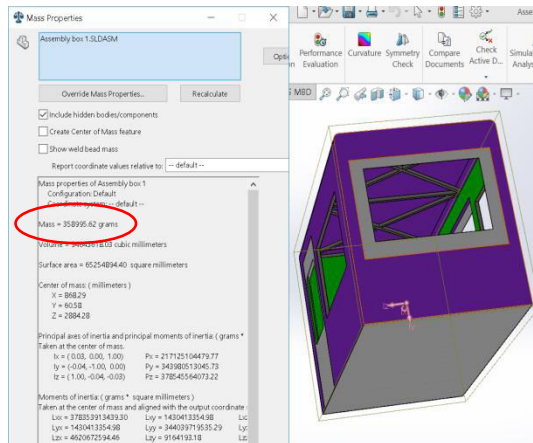 Mass Properties
Assembly box 1.SLDASM
Opti
Override Mass Properties...
Recalculate
Include hidden bodies/components
Create Center of Mass feature
Show weld bead mass
Report coordinate values relative to:
-- default --
Mass properties of Assembly box 1
Configuration: Default
Coordinate system: -- default --
Mass = 358995.62 grams
Volume = cubic millimeters
Surface area = 65254894.40 square millimeters
Center of mass: ( millimeters )
X = 868.29
Y = 60.58
Z = 2884.28
Principal axes of inertia and principal moments of inertia: ( grams *
Taken at the center of mass.
Ix = ( 0.03, 0.00, 1.00) Px = 217125104479.77
Iy = (-0.04, -1.00, 0.00) Py = 343980513045.73
Iz = ( 1.00, -0.04, -0.03) Pz = 378545564073.22
Moments of inertia: ( grams * square millimeters )
Taken at the center of mass and aligned with the output coordinate
Lxx = 378353913439.30 Lxy = 1430413354.98
Lyx = 1430413354.98 Lyy = 344039719535.29
Lzx = 4620672594.46 Lzy = 9164193.18
Performance
Evaluation
Curvature
Symmetry
Check
Compare
Documents
Check
Active D...
Simula
Analys
MBD